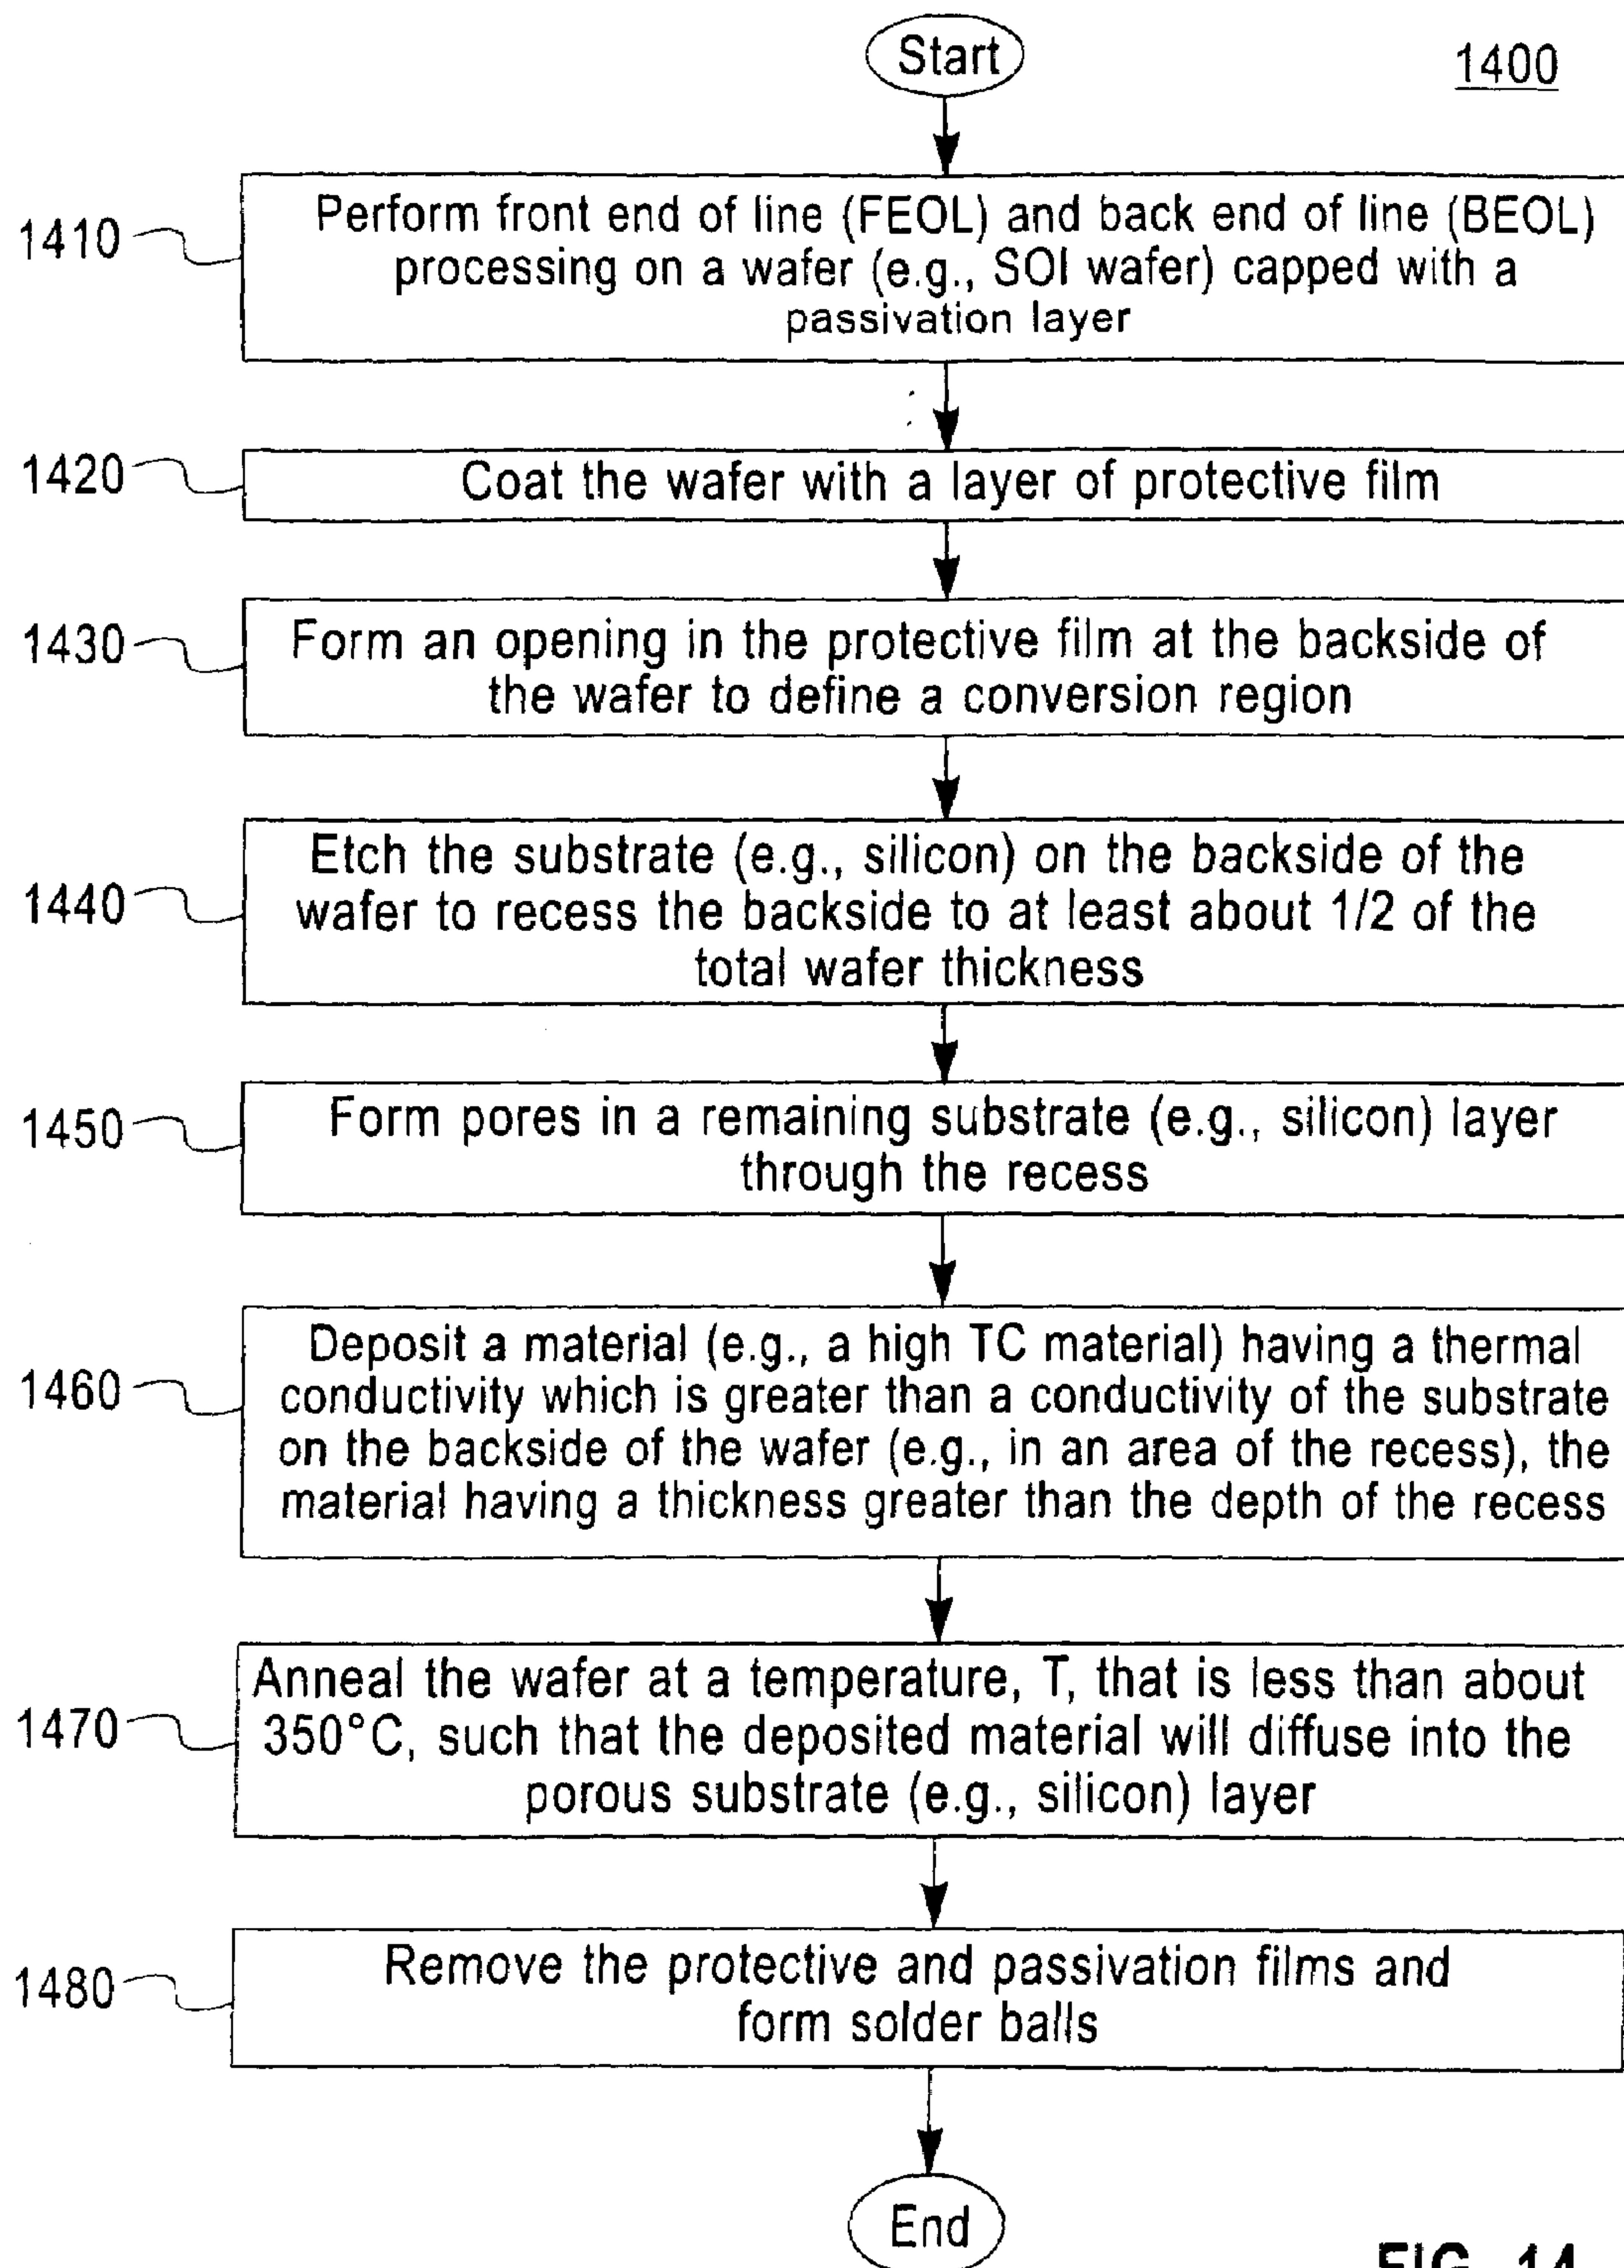 Start
1400
1410
Perform front end of line (FEOL) and back end of line (BEOL)
processing on a wafer (e.g., SOI wafer) capped with a
passivation layer
1420
Coat the wafer with a layer of protective film
1430
Form an opening in the protective film at the backside of
the wafer to define a conversion region
1440
Etch the substrate (e.g., silicon) on the backside of the
wafer to recess the backside to at least about 1/2 of the
total wafer thickness
1450
Form pores in a remaining substrate (e.g., silicon) layer
through the recess
1460
Deposit a material (e.g., a high TC material) having a thermal
conductivity which is greater than a conductivity of the substrate
on the backside of the wafer (e.g., in an area of the recess), the
material having a thickness greater than the depth of the recess
1470
Anneal the wafer at a temperature, T, that is less than about
350°C, such that the deposited material will diffuse into the
porous substrate (e.g., silicon) layer
1480
Remove the protective and passivation films and
form solder balls
End
FIG. 14